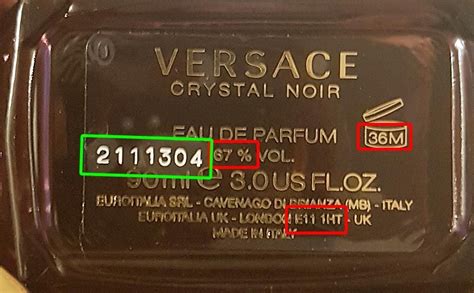 VERSACE
CRYSTAL NOIR
EAU DE PARFUM
36M
2111304 67 % VOL.
90ml e 3.0 US FL.OZ.
EUROITALIA SRL - CAVENAGO DI BRIANZA (MB) - ITALY
EUROITALIA UK - LONDON E11 1HT - UK
MADE IN ITALY